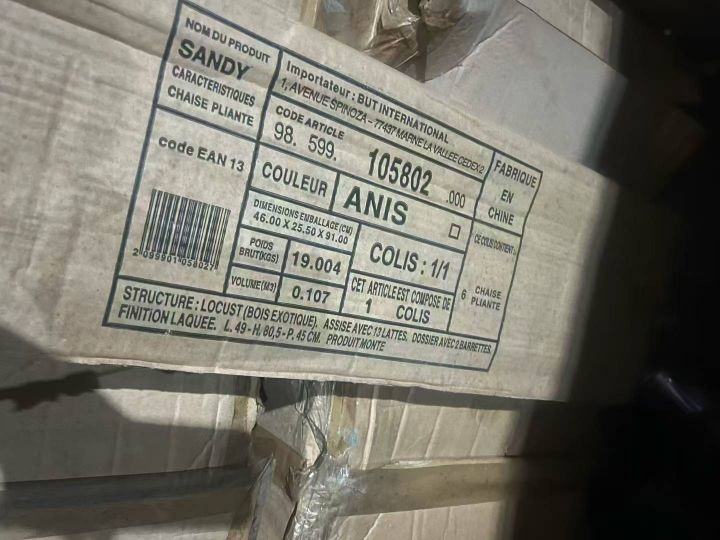 NOM DU PRODUIT
SANDY
CARACTERISTIQUES
CHAISE PLIANTE
Importateur : BUT INTERNATIONAL
1, AVENUE SPINOZA - 77437 MARNE LA VALLEE CEDEX 2
CODE ARTICLE
98. 599. 105802 .000
FABRIQUE
EN
CHINE
code EAN 13
2 099901 058027
COULEUR
ANIS
DIMENSIONS EMBALLAGE (CM)
46.00 X 25.50 X 91.00
POIDS
BRUT(KGS)
19.004
VOLUME (M3)
0.107
COLIS : 1/1
CET ARTICLE EST COMPOSE DE
1 COLIS
CE COLIS CONTIENT :
6 CHAISE
PLIANTE
STRUCTURE : LOCUST (BOIS EXOTIQUE). ASSISE AVEC 13 LATTES, DOSSIER AVEC 2 BARRETTES,
FINITION LAQUEE. L. 49 - H. 80,5 - P. 45 CM. PRODUIT MONTE